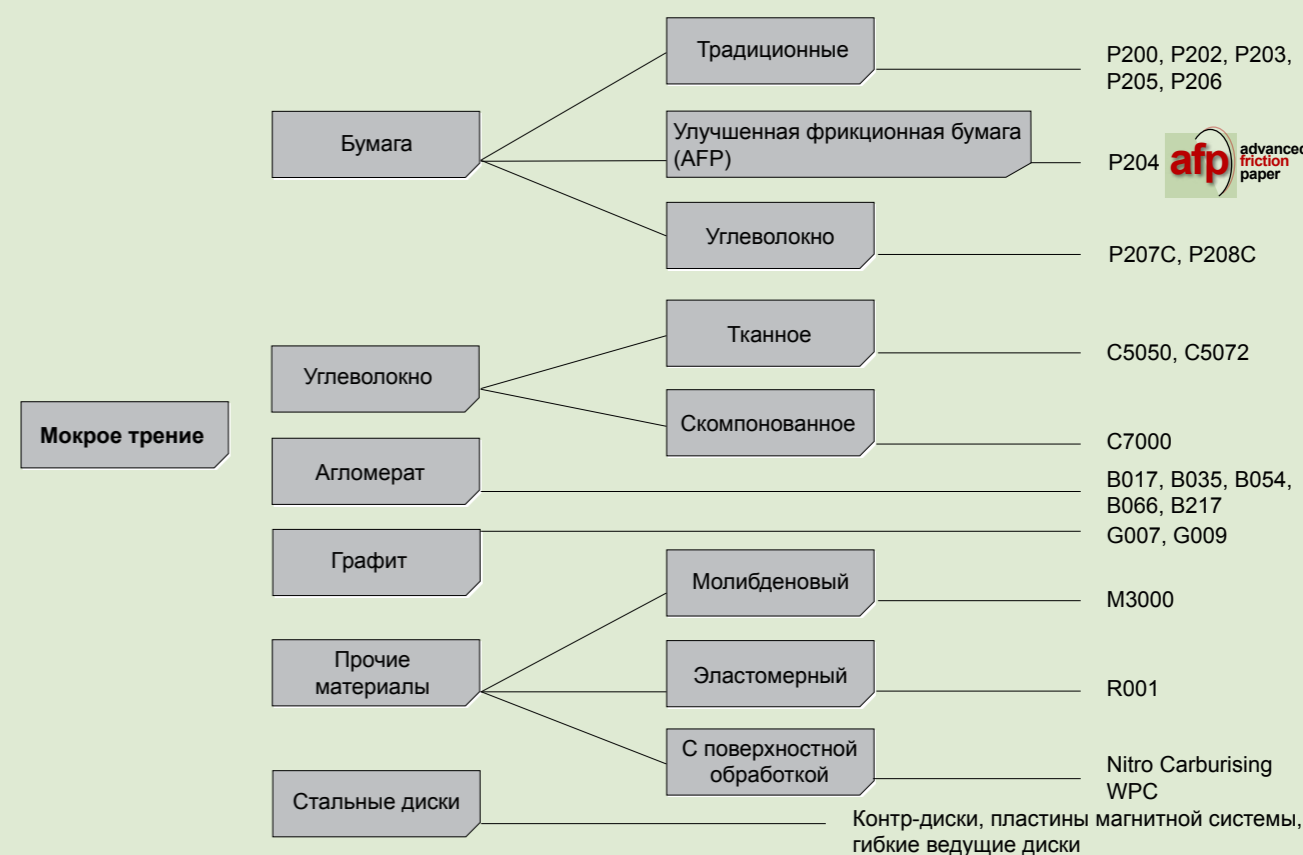 Мокрое трение
Бумага
Традиционные
P200, P202, P203,
P205, P206
Улучшенная фрикционная бумага
(AFP)
P204
afp
advanced
friction
paper
Углеволокно
P207C, P208C
Углеволокно
Тканное
C5050, C5072
Скомпонованное
C7000
Агломерат
B017, B035, B054,
B066, B217
Графит
G007, G009
Прочие
материалы
Молибденовый
M3000
Эластомерный
R001
С поверхностной
обработкой
Nitro Carburising
WPC
Стальные диски
Контр-диски, пластины магнитной системы,
гибкие ведущие диски